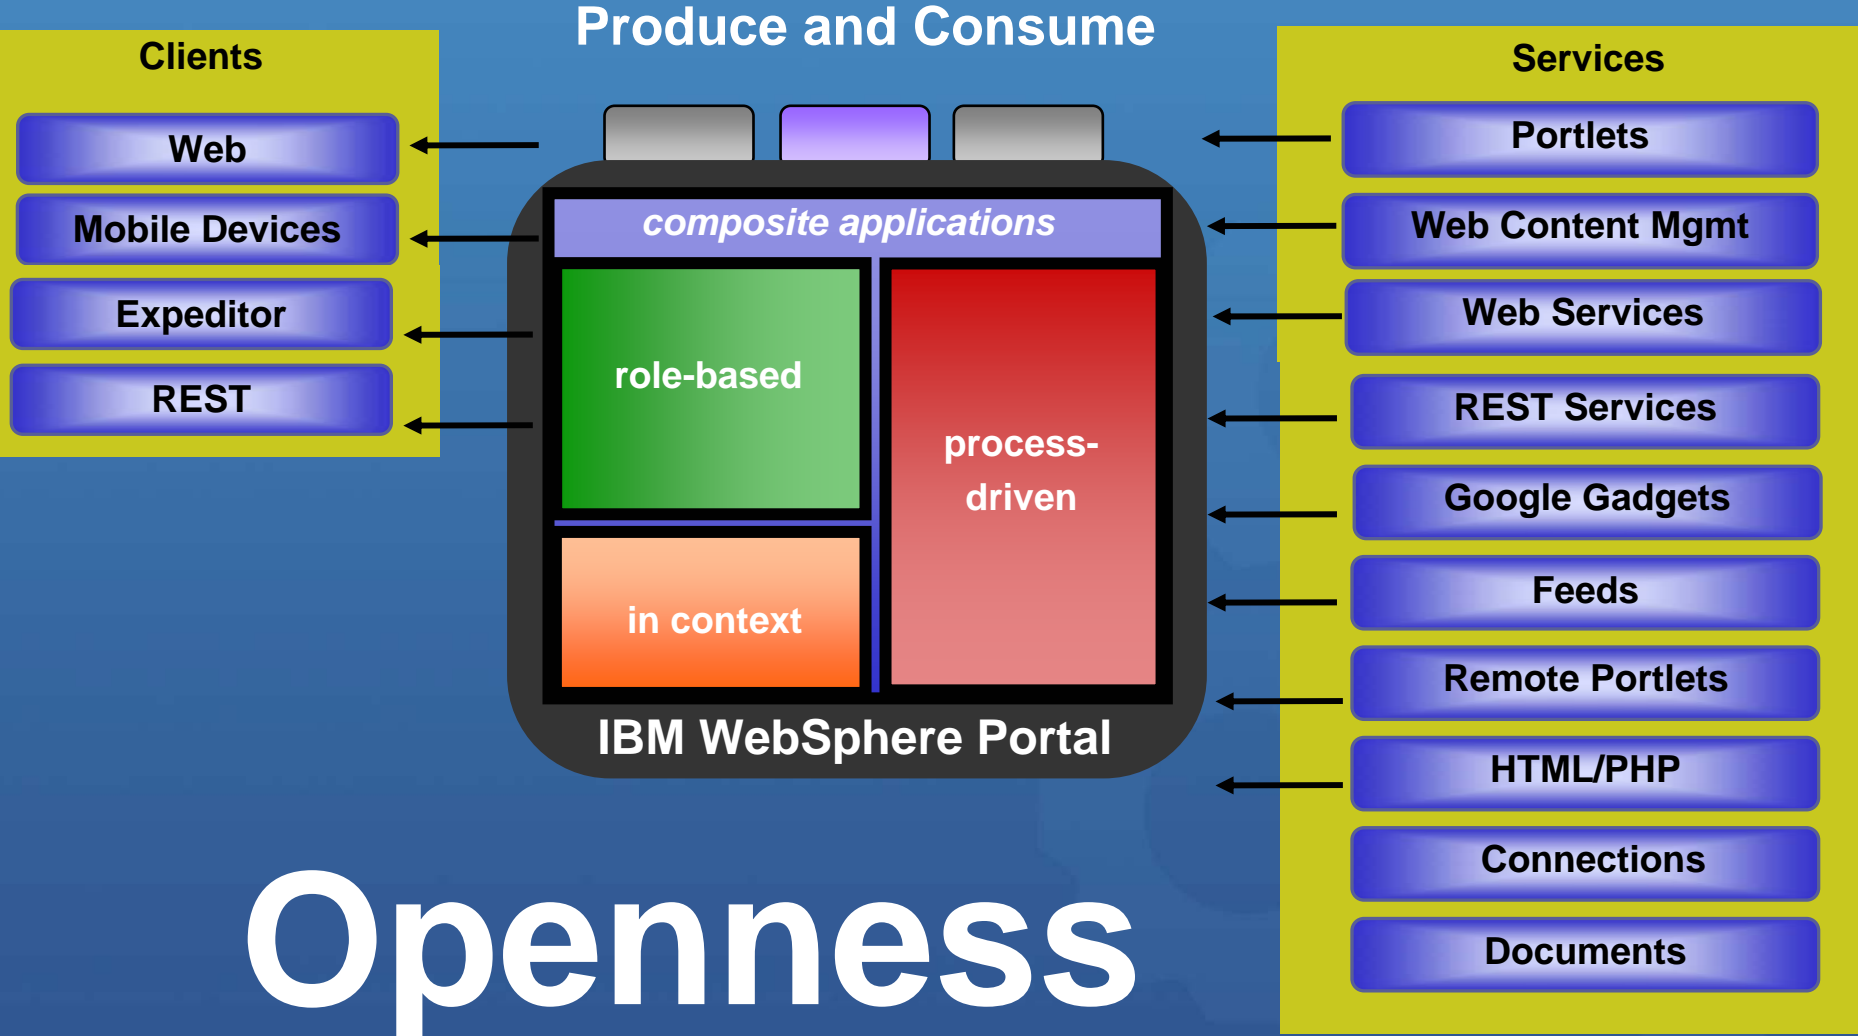 Produce and Consume
Clients
Web
Mobile Devices
Expeditor
REST
composite applications
role-based
process-
driven
in context
IBM WebSphere Portal
Services
Portlets
Web Content Mgmt
Web Services
REST Services
Google Gadgets
Feeds
Remote Portlets
HTML/PHP
Connections
Documents
Openness